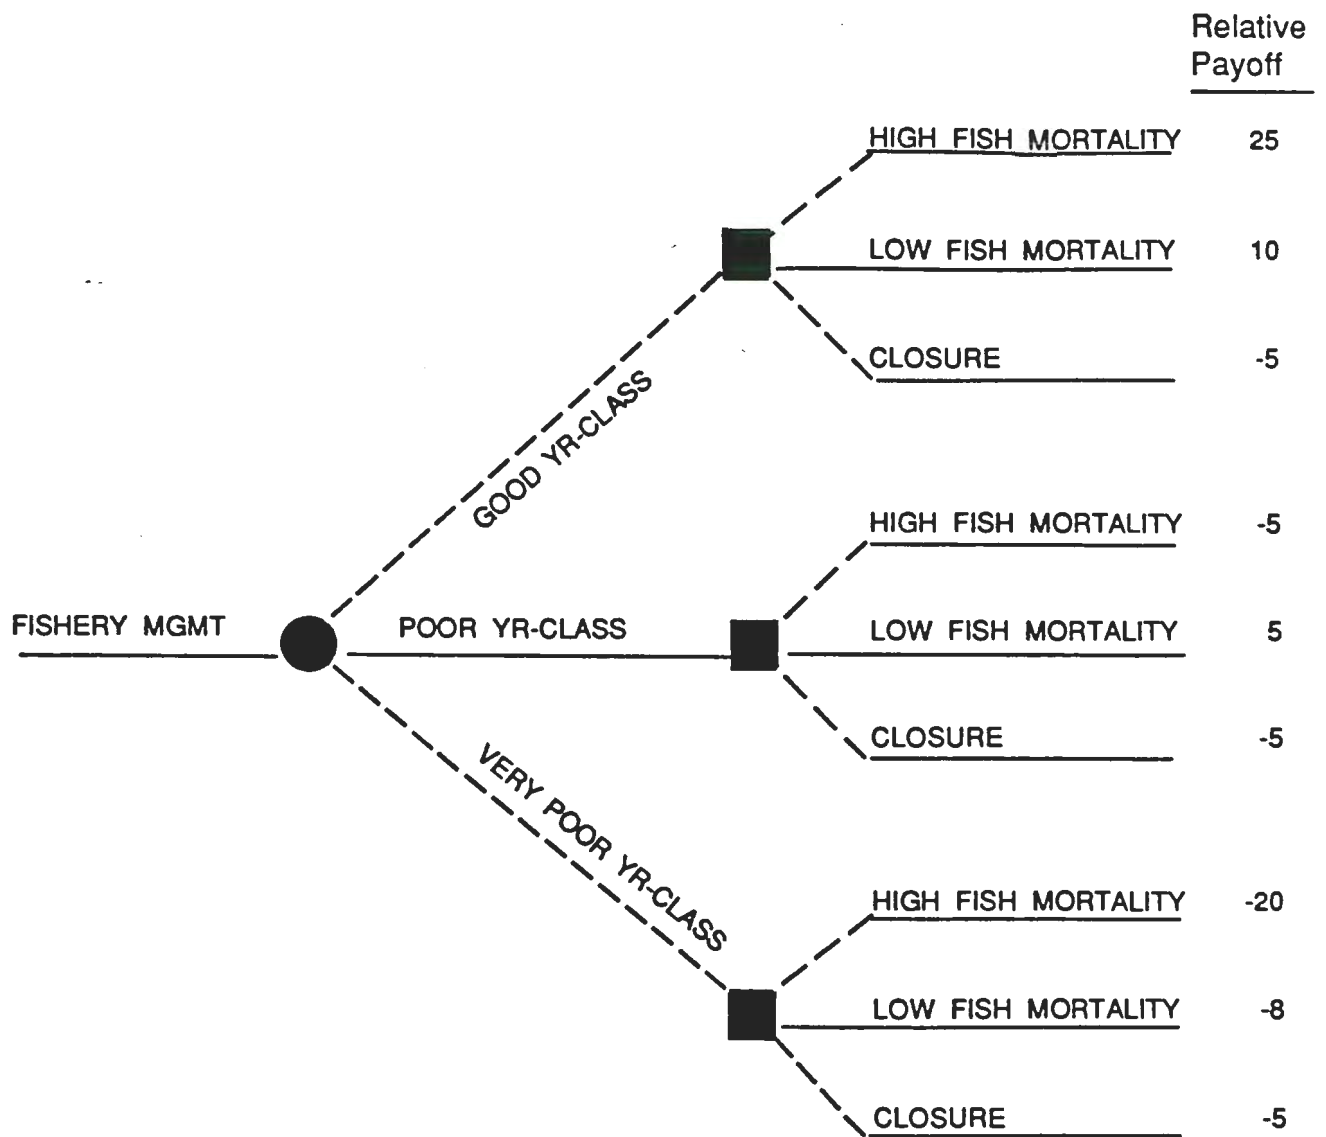 Relative
Payoff
HIGH FISH MORTALITY 25
LOW FISH MORTALITY 10
CLOSURE -5
GOOD YR-CLASS
HIGH FISH MORTALITY -5
FISHERY MGMT
POOR YR-CLASS
LOW FISH MORTALITY 5
CLOSURE -5
VERY POOR YR-CLASS
HIGH FISH MORTALITY -20
LOW FISH MORTALITY -8
CLOSURE -5